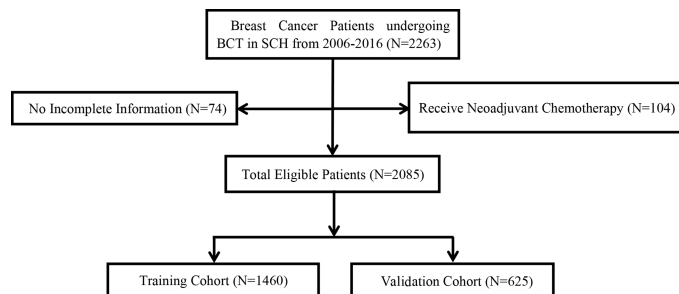 Breast Cancer Patients undergoing
BCT in SCH from 2006-2016 (N=2263)
No Incomplete Information (N=74)
Receive Neoadjuvant Chemotherapy (N=104)
Total Eligible Patients (N=2085)
Training Cohort (N=1460)
Validation Cohort (N=625)